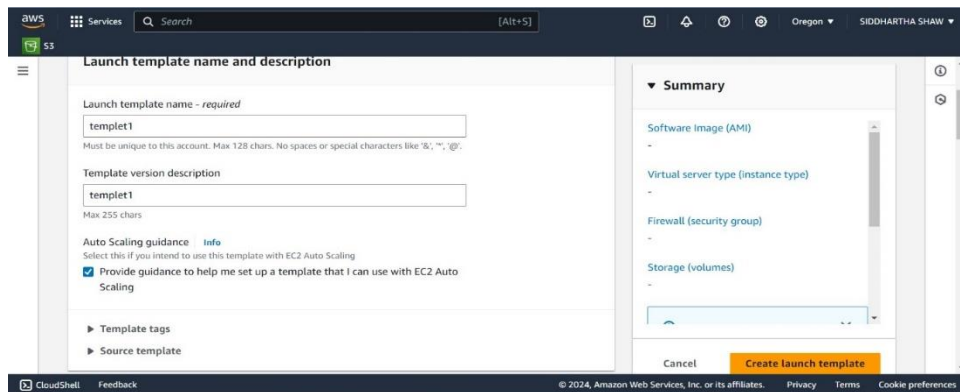 aws Services Search [Alt+S] Oregon SIDDHARTHA SHAW
S3
Launch template name and description
Launch template name - required
templet1
Must be unique to this account. Max 128 chars. No spaces or special characters like '&', '*', '@'.
Template version description
templet1
Max 255 chars
Auto Scaling guidance Info
Select this if you intend to use this template with EC2 Auto Scaling
Provide guidance to help me set up a template that I can use with EC2 Auto
Scaling
Template tags
Source template
Summary
Software Image (AMI)
-
Virtual server type (instance type)
-
Firewall (security group)
-
Storage (volumes)
-
Cancel Create launch template
CloudShell Feedback © 2024, Amazon Web Services, Inc. or its affiliates. Privacy Terms Cookie preferences